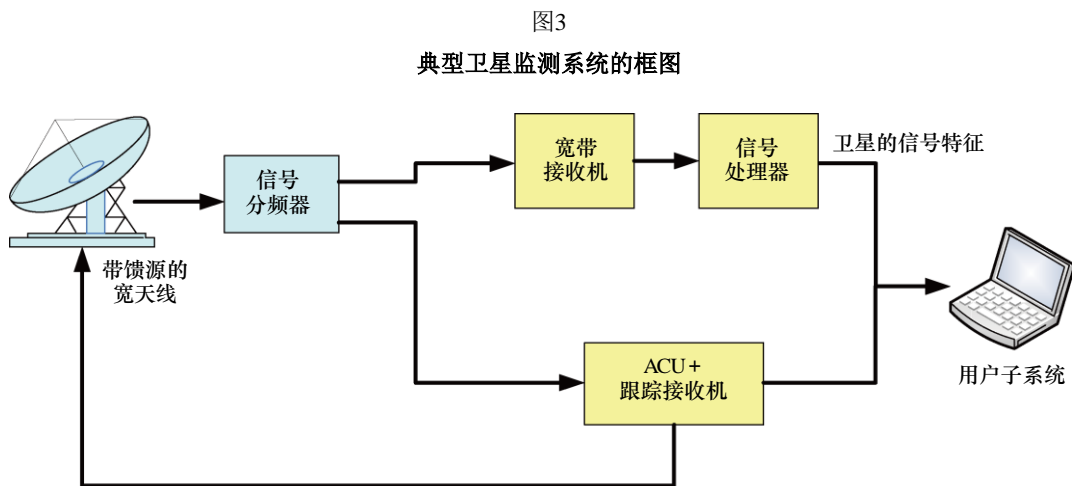 图3
典型卫星监测系统的框图
带馈源的
宽天线
信号
分频器
宽带
接收机
信号
处理器
卫星的信号特征
ACU+
跟踪接收机
用户子系统